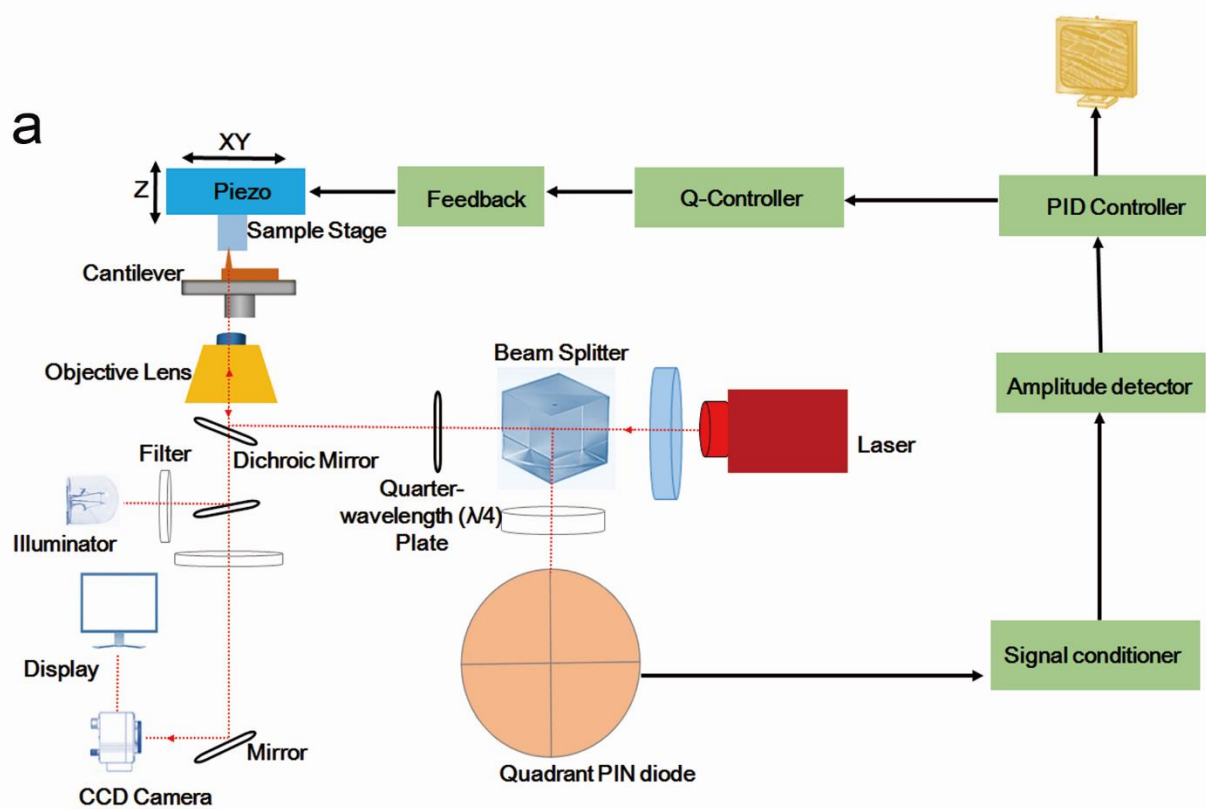 a
XY
Z
Piezo
Feedback
Q-Controller
PID Controller
Sample Stage
Cantilever
Beam Splitter
Objective Lens
Amplitude detector
Laser
Filter
Dichroic Mirror
Quarter-
wavelength (λ/4)
Plate
Illuminator
Display
Signal conditioner
Mirror
Quadrant PIN diode
CCD Camera